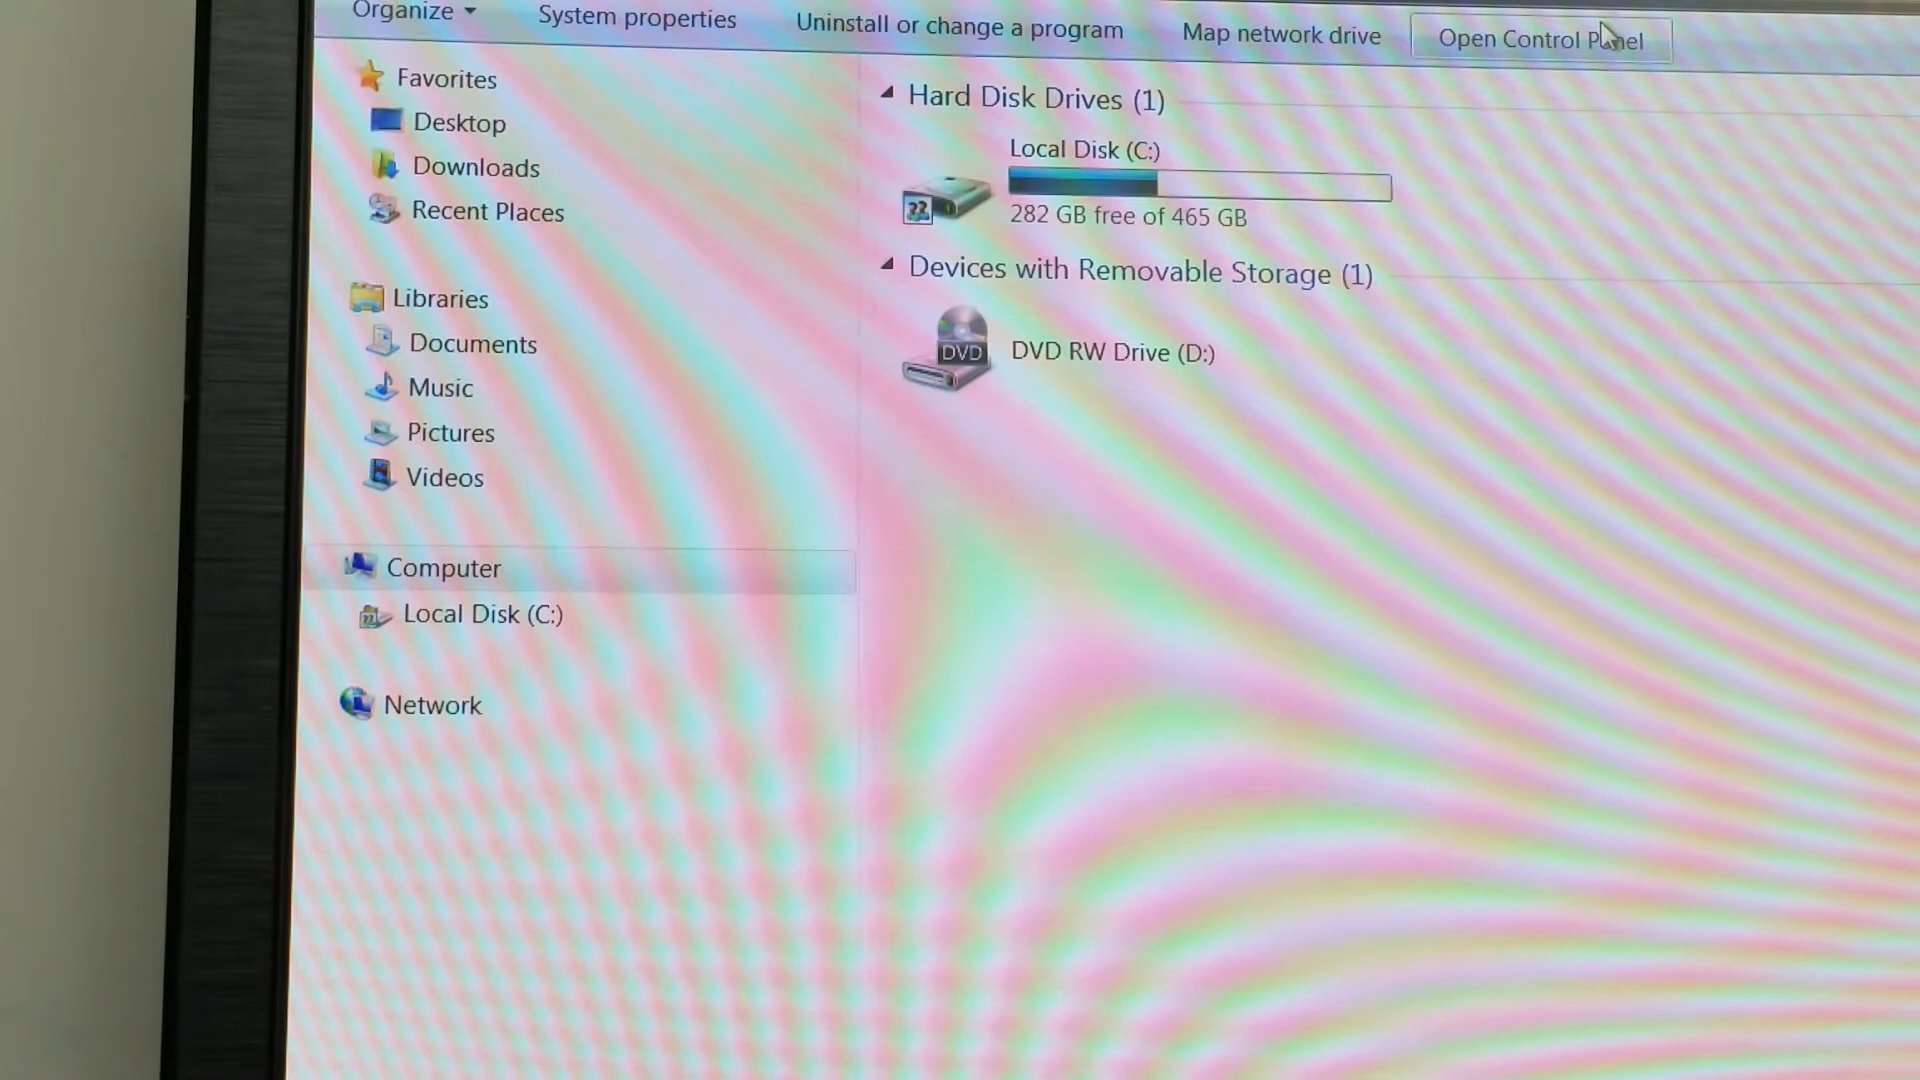 Organize
System properties
Uninstall or change a program
Map network drive
Open Control Panel
Favorites
Desktop
Downloads
Recent Places
Libraries
Documents
Music
Pictures
Videos
Computer
Local Disk (C:)
Network
Hard Disk Drives (1)
Local Disk (C:)
282 GB free of 465 GB
Devices with Removable Storage (1)
DVD
DVD RW Drive (D:)